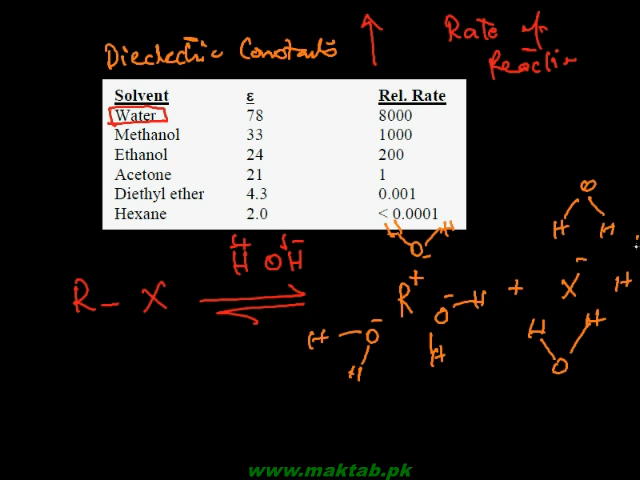 Rate of
Dielectric Constants ↑ Reaction
Solvent ε Rel. Rate
Water 78 8000
Methanol 33 1000
Ethanol 24 200
Acetone 21 1
Diethyl ether 4.3 0.001
Hexane 2.0 < 0.0001
H O⁻ H
O H H
H⁺ OH⁻
R – X ⇌ R⁺ + X⁻
O⁻ H H
H O⁻ H
H O H
H
www.maktab.pk